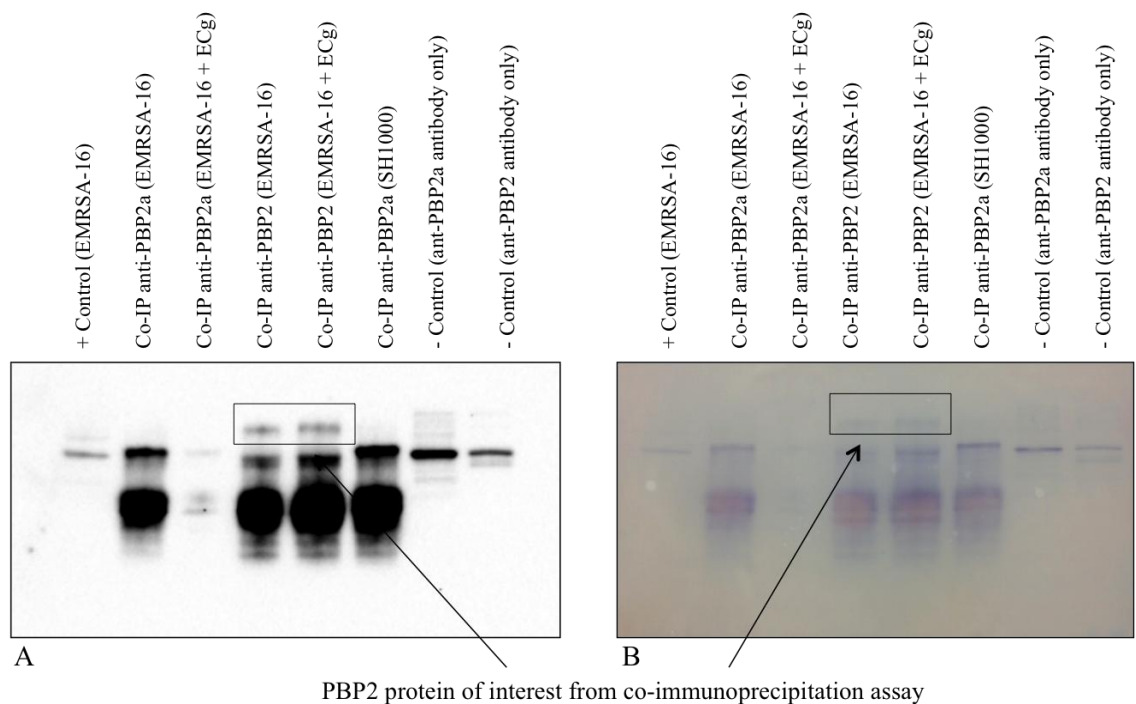 + Control (EMRSA-16)
Co-IP anti-PBP2a (EMRSA-16)
Co-IP anti-PBP2a (EMRSA-16 + ECg)
Co-IP anti-PBP2 (EMRSA-16)
Co-IP anti-PBP2 (EMRSA-16 + ECg)
Co-IP anti-PBP2a (SH1000)
- Control (ant-PBP2a antibody only)
- Control (ant-PBP2 antibody only)
+ Control (EMRSA-16)
Co-IP anti-PBP2a (EMRSA-16)
Co-IP anti-PBP2a (EMRSA-16 + ECg)
Co-IP anti-PBP2 (EMRSA-16)
Co-IP anti-PBP2 (EMRSA-16 + ECg)
Co-IP anti-PBP2a (SH1000)
- Control (ant-PBP2a antibody only)
- Control (ant-PBP2 antibody only)
A
B
PBP2 protein of interest from co-immunoprecipitation assay